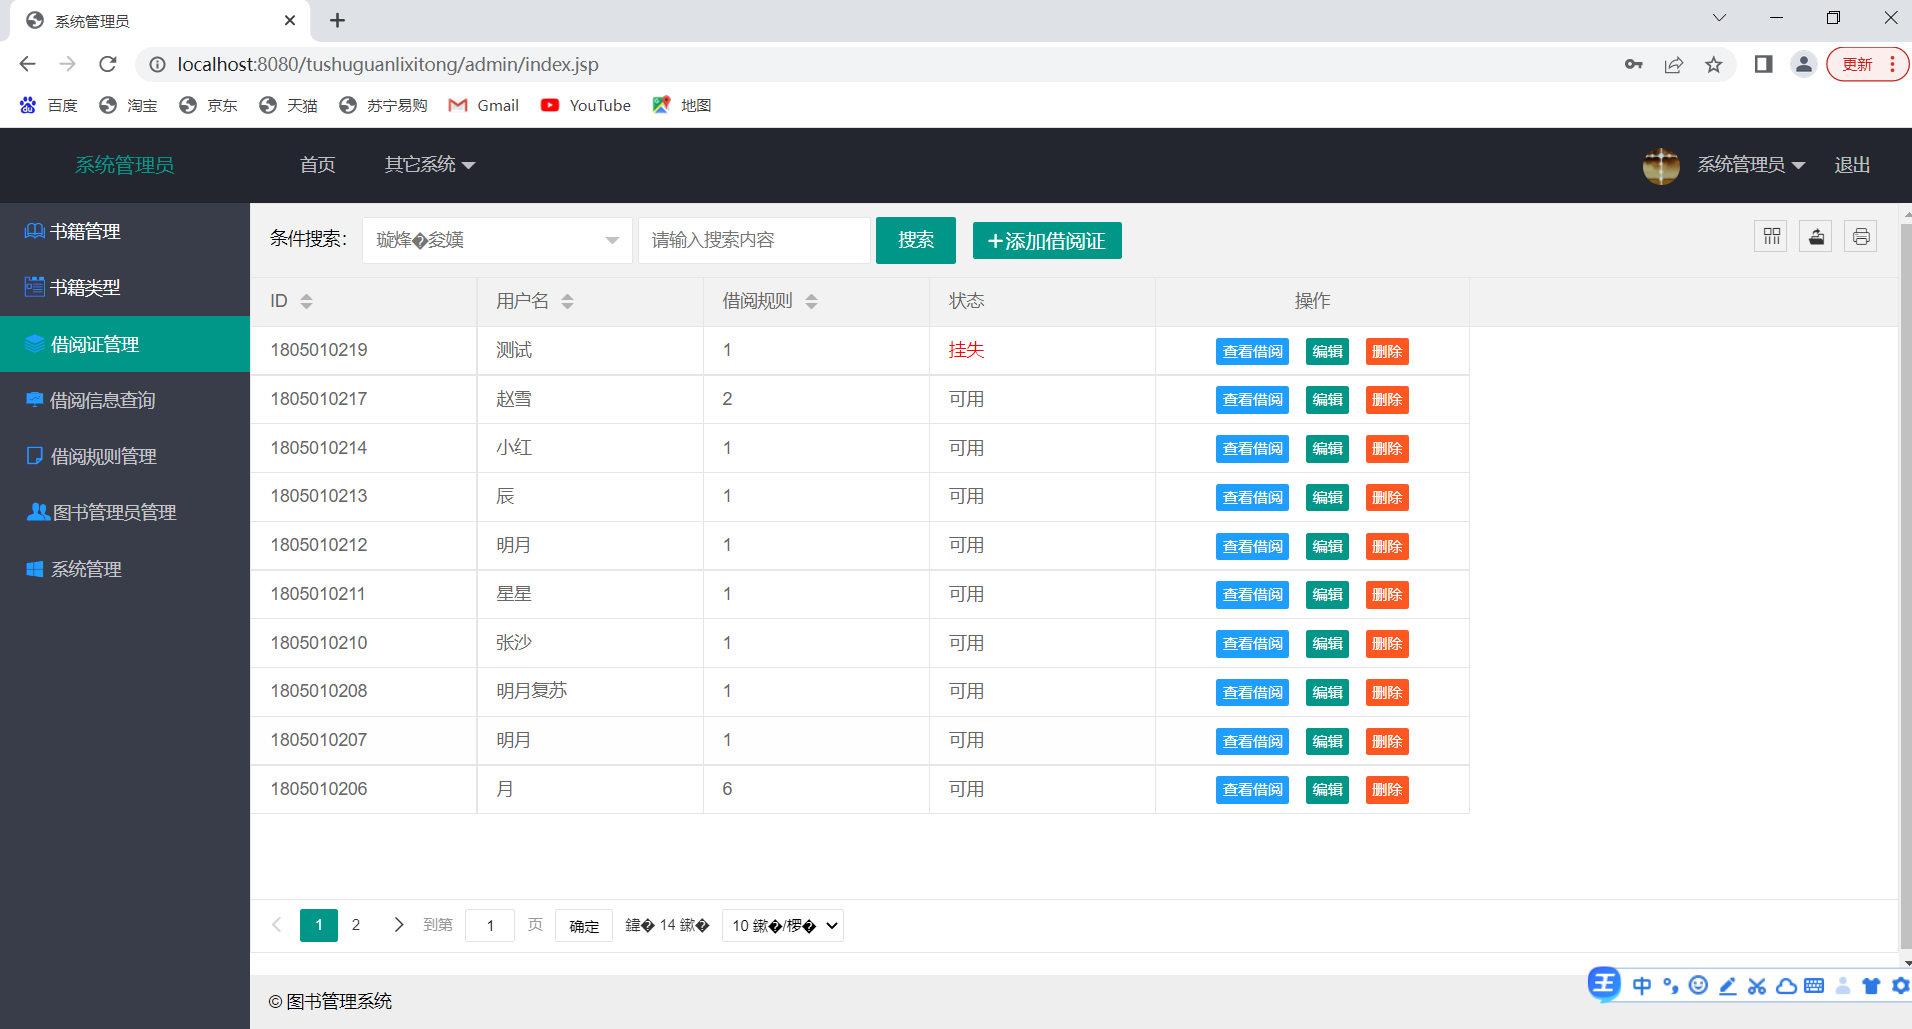 系统管理员
localhost:8080/tushuguanlixitong/admin/index.jsp
更新
百度 淘宝 京东 天猫 苏宁易购 Gmail YouTube 地图
系统管理员 首页 其它系统 系统管理员 退出
书籍管理
书籍类型
借阅证管理
借阅信息查询
借阅规则管理
图书管理员管理
系统管理
条件搜索: 璇烽�夋嫨 请输入搜索内容 搜索 +添加借阅证
ID 用户名 借阅规则 状态 操作
1805010219 测试 1 挂失 查看借阅 编辑 删除
1805010217 赵雪 2 可用 查看借阅 编辑 删除
1805010214 小红 1 可用 查看借阅 编辑 删除
1805010213 辰 1 可用 查看借阅 编辑 删除
1805010212 明月 1 可用 查看借阅 编辑 删除
1805010211 星星 1 可用 查看借阅 编辑 删除
1805010210 张沙 1 可用 查看借阅 编辑 删除
1805010208 明月复苏 1 可用 查看借阅 编辑 删除
1805010207 明月 1 可用 查看借阅 编辑 删除
1805010206 月 6 可用 查看借阅 编辑 删除
1 2 到第 1 页 确定 鍏� 14 鏉� 10 鏉�/椤�
© 图书管理系统
王 中